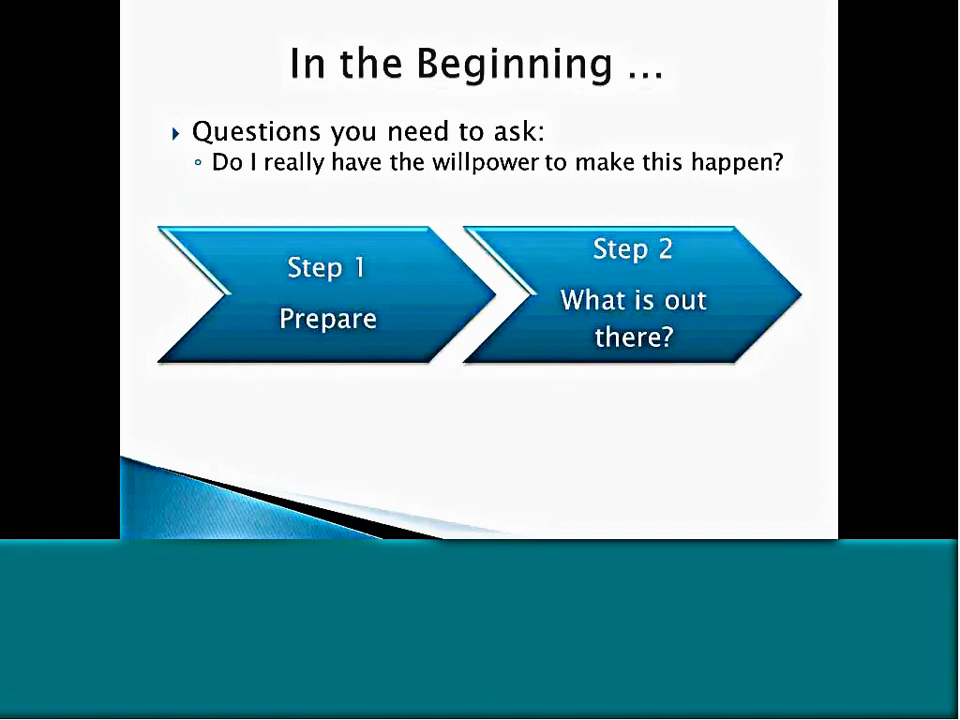 In the Beginning ...
Questions you need to ask:
Do I really have the willpower to make this happen?
Step 1
Prepare
Step 2
What is out
there?